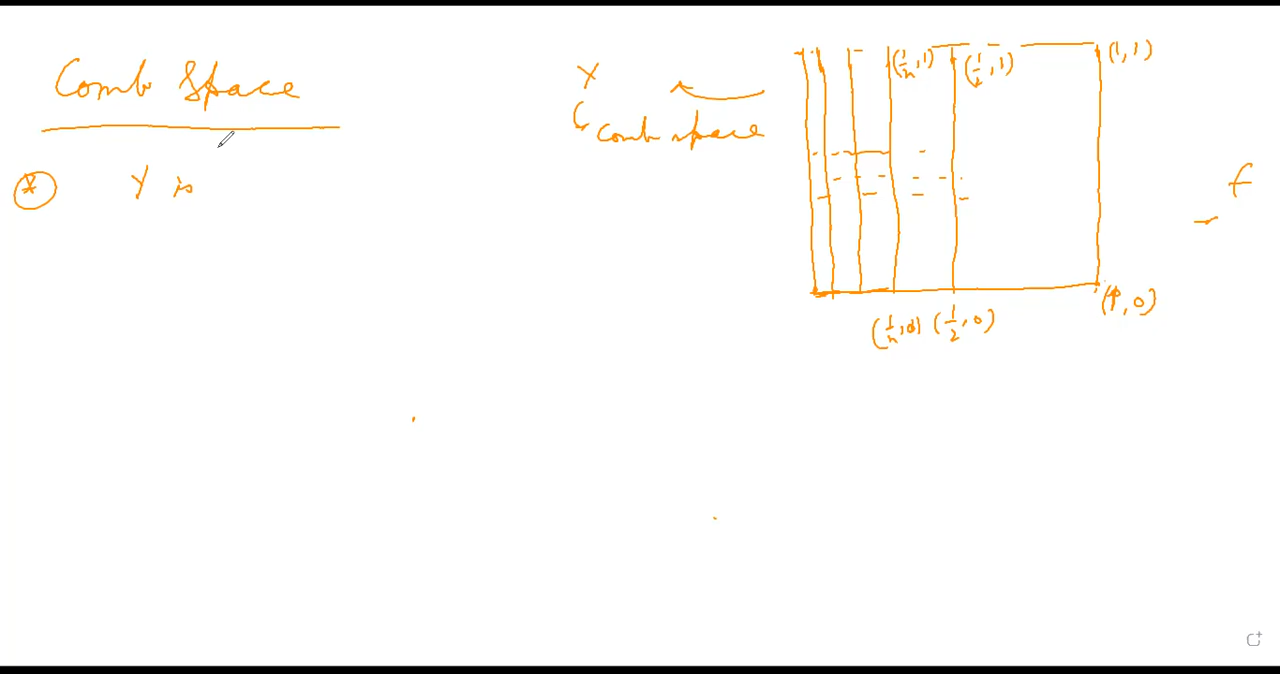 Comb Space
Y
comb space
(1/n, 1) (1/2, 1) (1, 1)
* Y is
f
(1/n, 0) (1/2, 0) (1, 0)